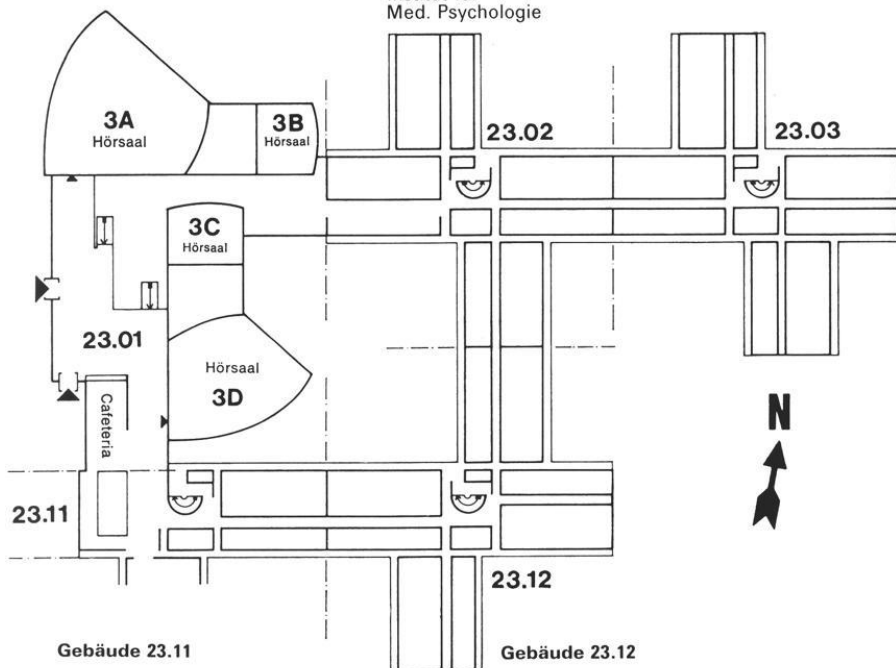 Med. Psychologie
3A
Hörsaal
3B
Hörsaal
23.02
23.03
3C
Hörsaal
23.01
Hörsaal
3D
Cafeteria
N
23.11
23.12
Gebäude 23.11
Gebäude 23.12